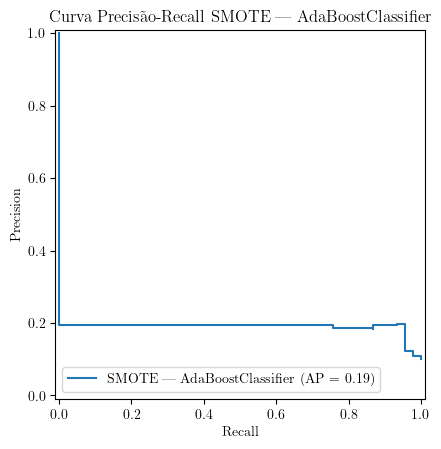 Curva Precisão-Recall SMOTE — AdaBoostClassifier
1.0
0.8
0.6
0.4
0.2
0.0
Precision
SMOTE — AdaBoostClassifier (AP = 0.19)
0.0 0.2 0.4 0.6 0.8 1.0
Recall